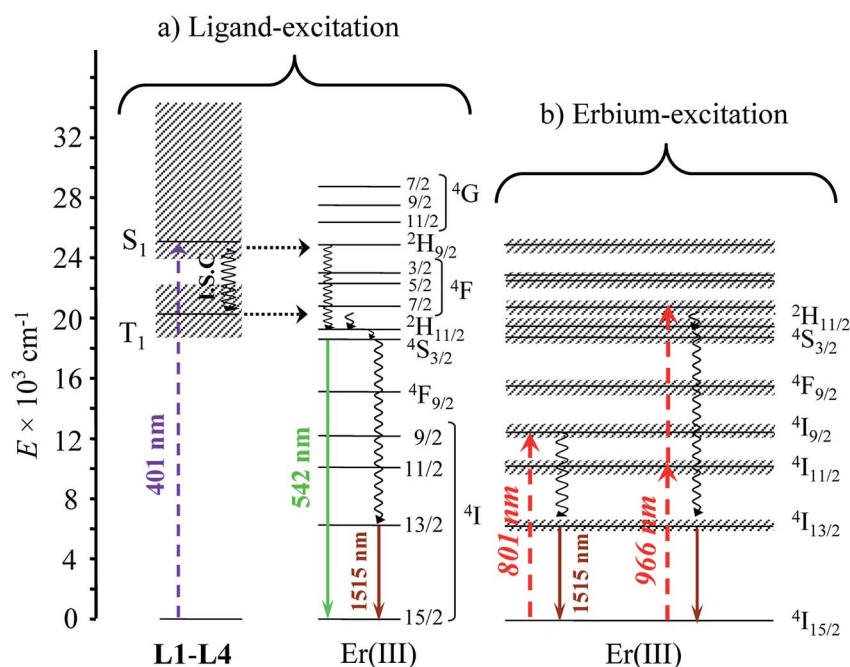 a) Ligand-excitation
b) Erbium-excitation
E × 10³ cm⁻¹
32
28
24
20
16
12
8
4
0
S₁
T₁
I.S.C
401 nm
L1-L4
7/2
9/2
11/2
⁴G
²H₉/₂
3/2
5/2
7/2
⁴F
²H₁₁/₂
⁴S₃/₂
⁴F₉/₂
9/2
11/2
13/2
15/2
⁴I
542 nm
1515 nm
Er(III)
²H₁₁/₂
⁴S₃/₂
⁴F₉/₂
⁴I₉/₂
⁴I₁₁/₂
⁴I₁₃/₂
⁴I₁₅/₂
801 nm
1515 nm
966 nm
Er(III)